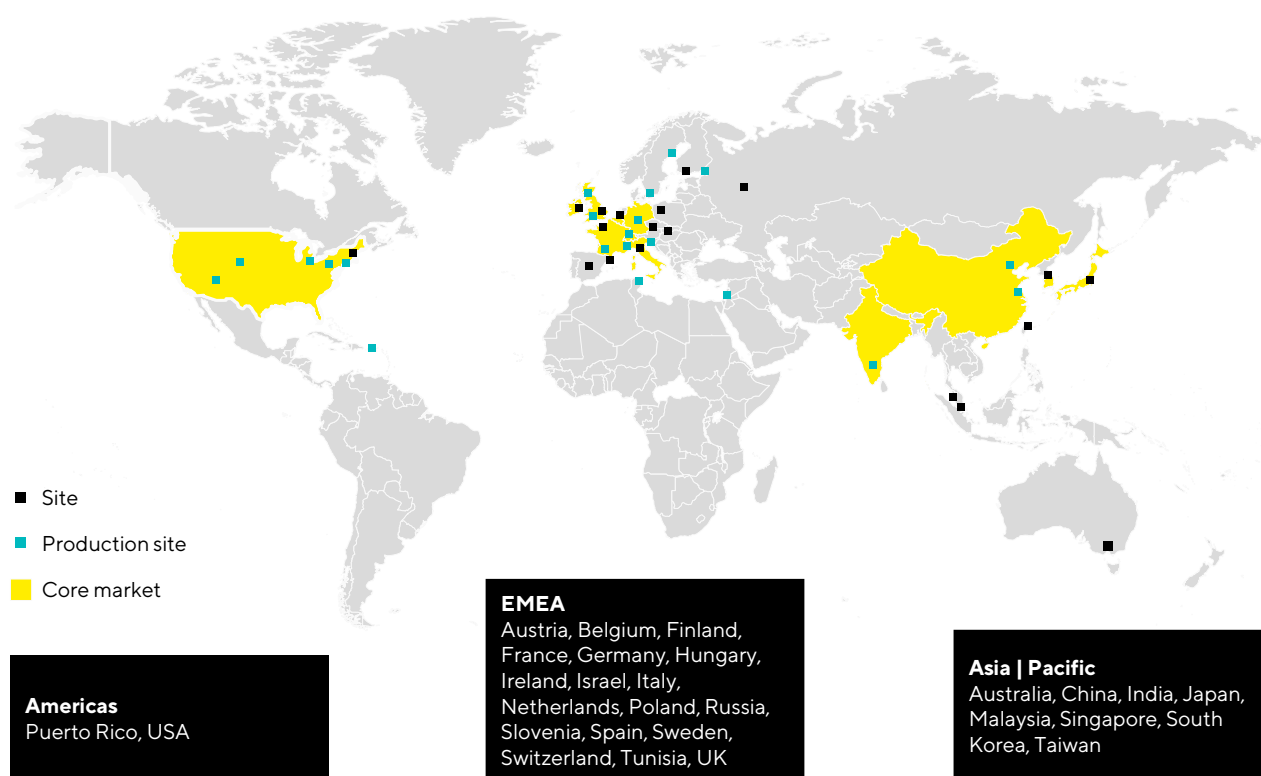 Site
Production site
Core market
Americas
Puerto Rico, USA
EMEA
Austria, Belgium, Finland,
France, Germany, Hungary,
Ireland, Israel, Italy,
Netherlands, Poland, Russia,
Slovenia, Spain, Sweden,
Switzerland, Tunisia, UK
Asia | Pacific
Australia, China, India, Japan,
Malaysia, Singapore, South
Korea, Taiwan